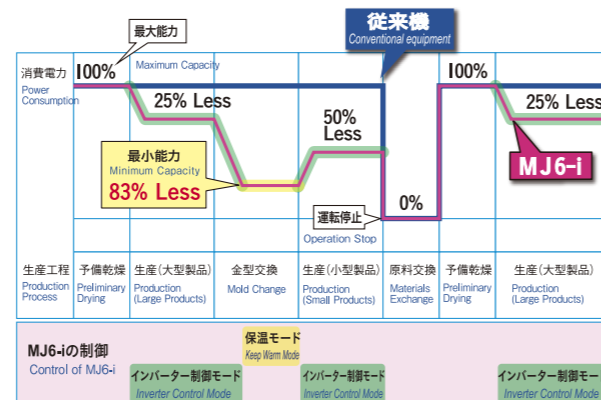 従来機
Conventional equipment
最大能力
消費電力
Power
Consumption
100%
Maximum Capacity
100%
25% Less
25% Less
50%
Less
最小能力
Minimum Capacity
83% Less
MJ6-i
運転停止
0%
Operation Stop
生産工程
Production
Process
予備乾燥
Preliminary
Drying
生産(大型製品)
Production
(Large Products)
金型交換
Mold Change
生産(小型製品)
Production
(Small Products)
原料交換
Materials
Exchange
予備乾燥
Preliminary
Drying
生産(大型製品)
Production
(Large Products)
MJ6-iの制御
Control of MJ6-i
保温モード
Keep Warm Mode
インバーター制御モード
Inverter Control Mode
インバーター制御モード
Inverter Control Mode
インバーター制御モード
Inverter Control Mode